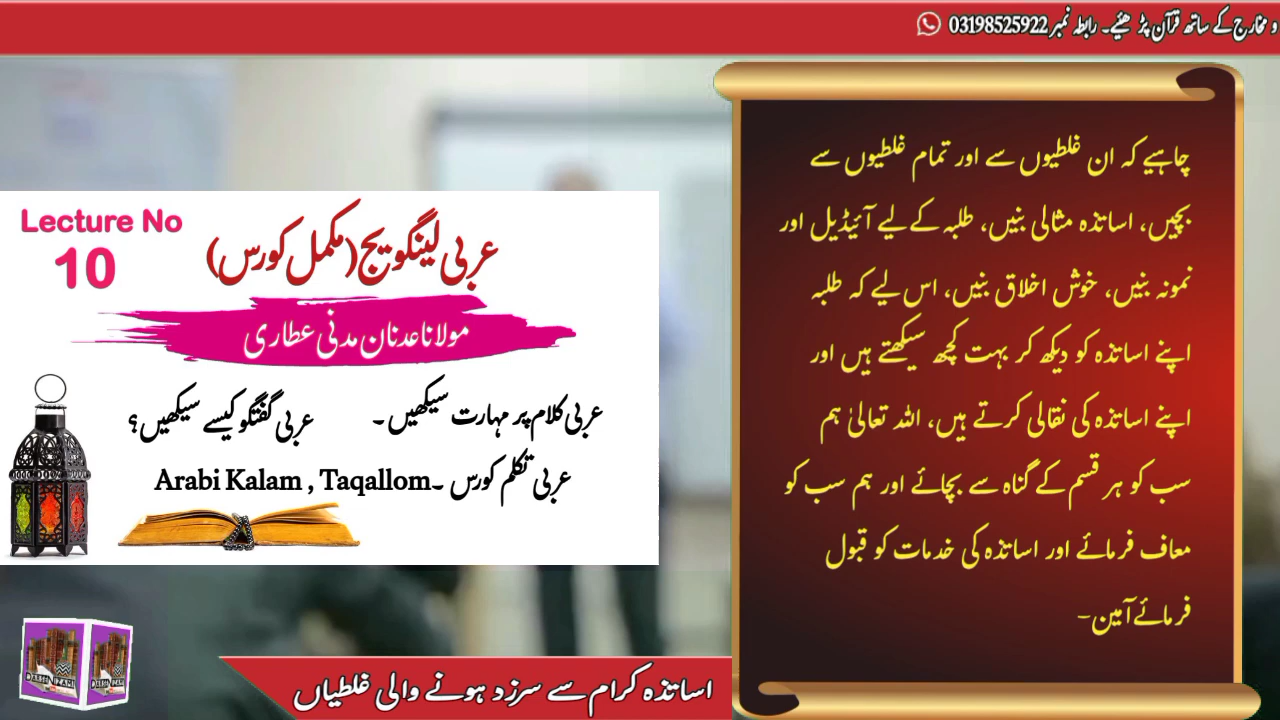 و مخارج کے ساتھ قرآن پڑھئیے۔ رابطہ نمبر 03198525922
Lecture No
10
عربی لینگویج (مکمل کورس)
مولانا عدنان مدنی عطاری
عربی کلام پر مہارت سیکھیں۔ عربی گفتگو کیسے سیکھیں؟
عربی تکلم کورس ۔Arabi Kalam , Taqallom
چاہیے کہ ان غلطیوں سے اور تمام غلطیوں سے
بچیں، اساتذہ مثالی بنیں، طلبہ کے لیے آئیڈیل اور
نمونہ بنیں، خوش اخلاق بنیں، اس لیے کہ طلبہ
اپنے اساتذہ کو دیکھ کر بہت کچھ سیکھتے ہیں اور
اپنے اساتذہ کی نقالی کرتے ہیں، اللہ تعالیٰ ہم
سب کو ہر قسم کے گناہ سے بچائے اور ہم سب کو
معاف فرمائے اور اساتذہ کی خدمات کو قبول
فرمائے آمین۔
DARSE NIZAMI
اساتذہ کرام سے سرزد ہونے والی غلطیاں